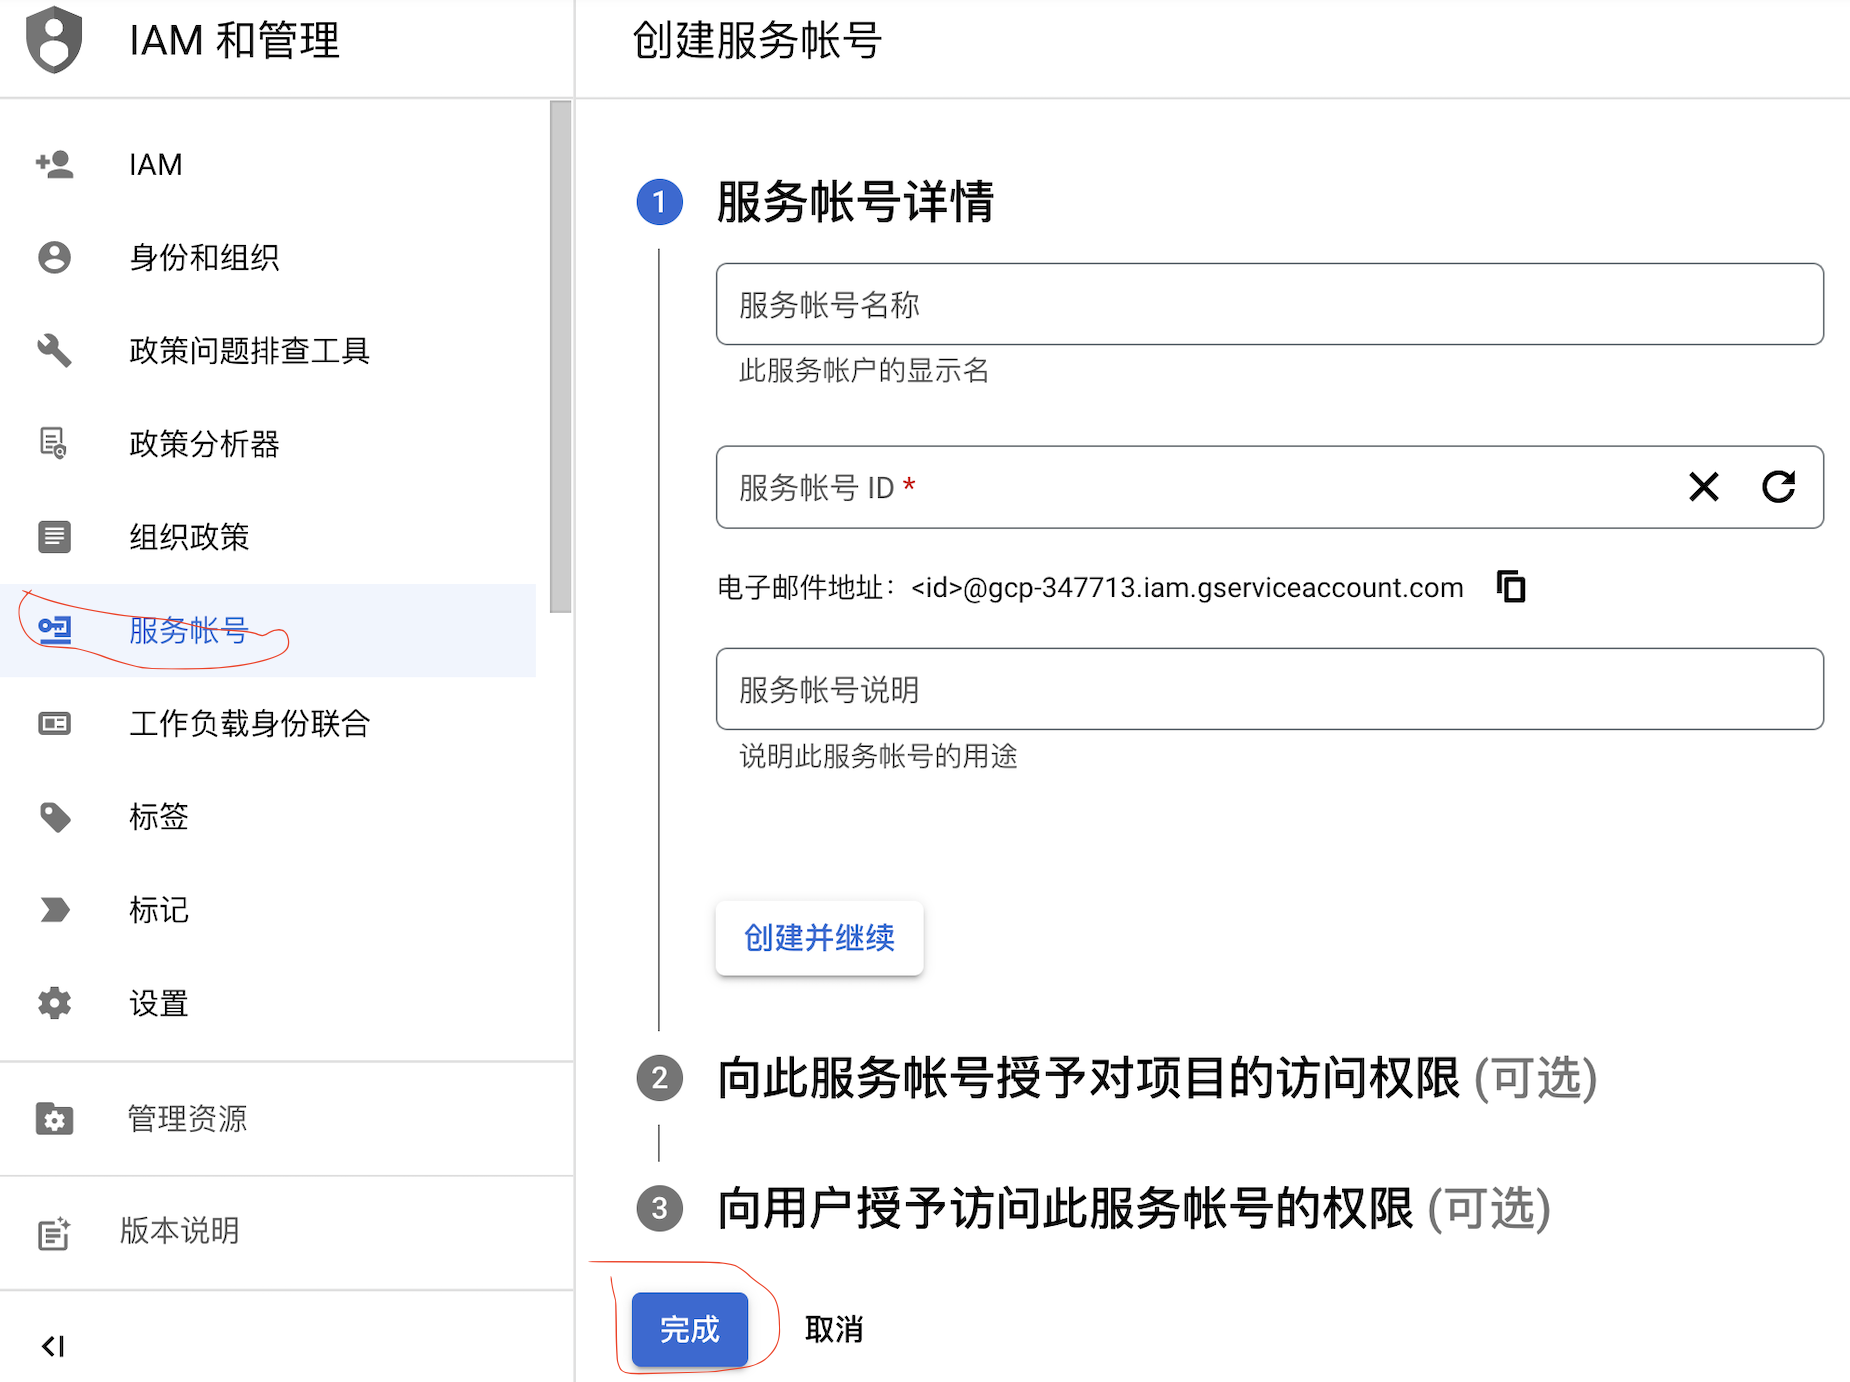 IAM 和管理
IAM
身份和组织
政策问题排查工具
政策分析器
组织政策
服务帐号
工作负载身份联合
标签
标记
设置
管理资源
版本说明
创建服务帐号
1 服务帐号详情
服务帐号名称
此服务帐户的显示名
服务帐号 ID *
电子邮件地址：<id>@gcp-347713.iam.gserviceaccount.com
服务帐号说明
说明此服务帐号的用途
创建并继续
2 向此服务帐号授予对项目的访问权限 (可选)
3 向用户授予访问此服务帐号的权限 (可选)
完成 取消